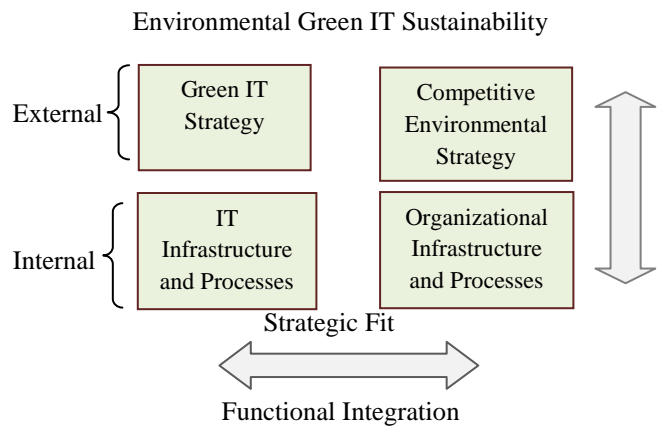 Environmental Green IT Sustainability
External
Green IT
Strategy
Competitive
Environmental
Strategy
Internal
IT
Infrastructure
and Processes
Organizational
Infrastructure
and Processes
Strategic Fit
Functional Integration